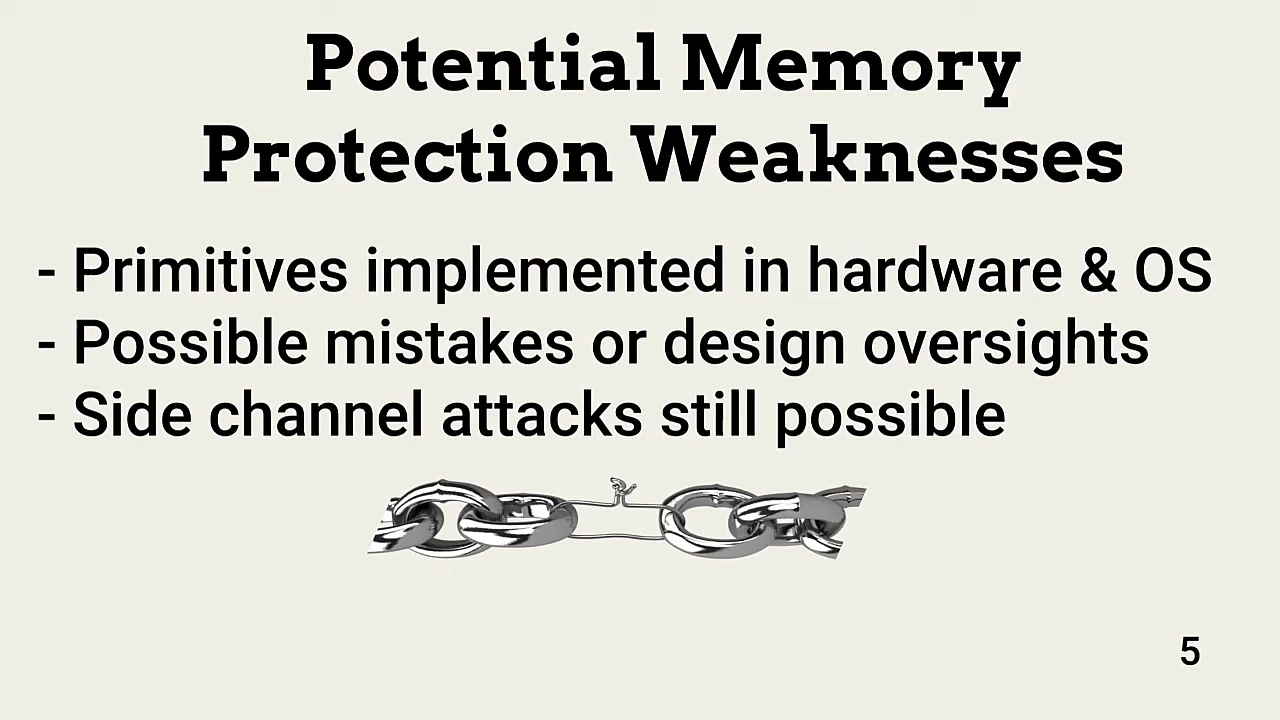 Potential Memory
Protection Weaknesses
- Primitives implemented in hardware & OS
- Possible mistakes or design oversights
- Side channel attacks still possible
5